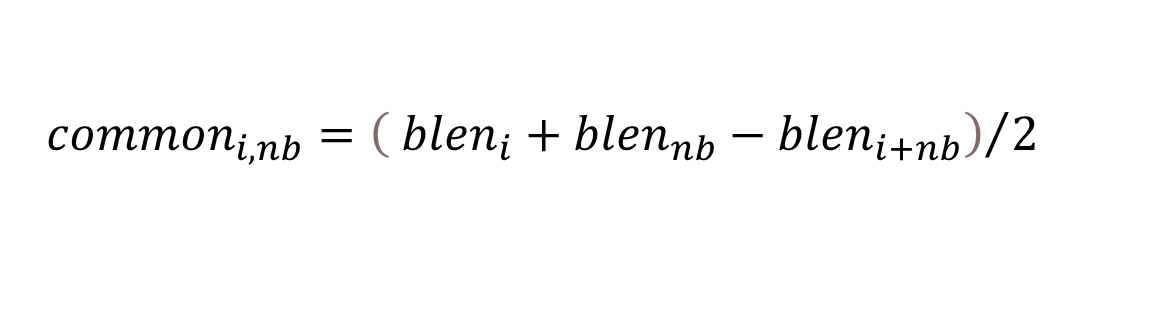 common_{i,nb} = ( blen_i + blen_{nb} − blen_{i+nb})/2